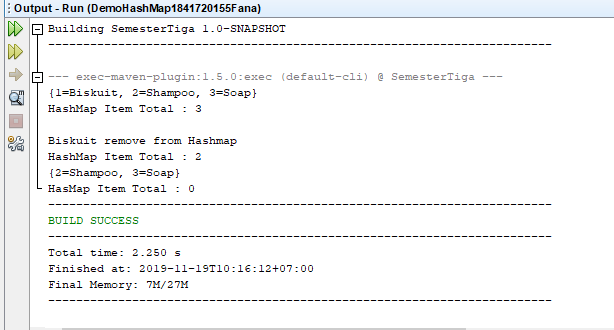 Output - Run (DemoHashMap1841720155Fana)
Building SemesterTiga 1.0-SNAPSHOT
------------------------------------------------------------------------
--- exec-maven-plugin:1.5.0:exec (default-cli) @ SemesterTiga ---
{1=Biskuit, 2=Shampoo, 3=Soap}
HashMap Item Total : 3
Biskuit remove from Hashmap
HashMap Item Total : 2
{2=Shampoo, 3=Soap}
HasMap Item Total : 0
------------------------------------------------------------------------
BUILD SUCCESS
------------------------------------------------------------------------
Total time: 2.250 s
Finished at: 2019-11-19T10:16:12+07:00
Final Memory: 7M/27M
------------------------------------------------------------------------